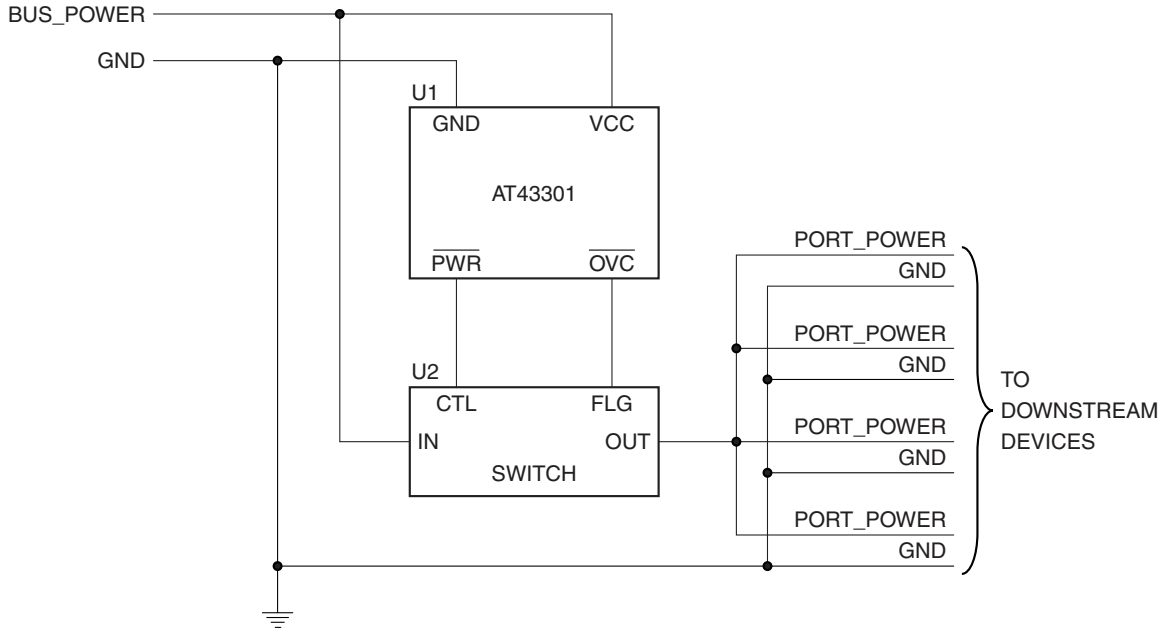 BUS_POWER
GND
U1
GND VCC
AT43301
PWR OVC
U2
CTL FLG
IN OUT
SWITCH
PORT_POWER
GND
PORT_POWER
GND
PORT_POWER
GND
PORT_POWER
GND
TO
DOWNSTREAM
DEVICES